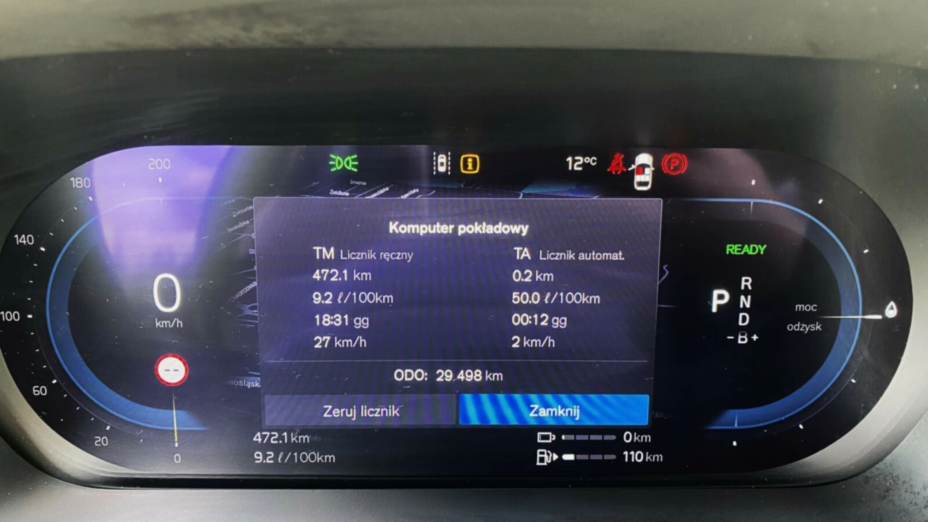 200
180
140
100
60
20
0
12°C
P
Komputer pokładowy
TM Licznik ręczny
TA Licznik automat.
472.1 km
0.2 km
9.2 ℓ/100km
50.0 ℓ/100km
18:31 gg
00:12 gg
27 km/h
2 km/h
ODO: 29 498 km
Zeruj licznik
Zamknij
0
km/h
--
READY
P
R
N
D
-B+
moc
odzysk
472.1 km
9.2 ℓ/100km
0 km
110 km